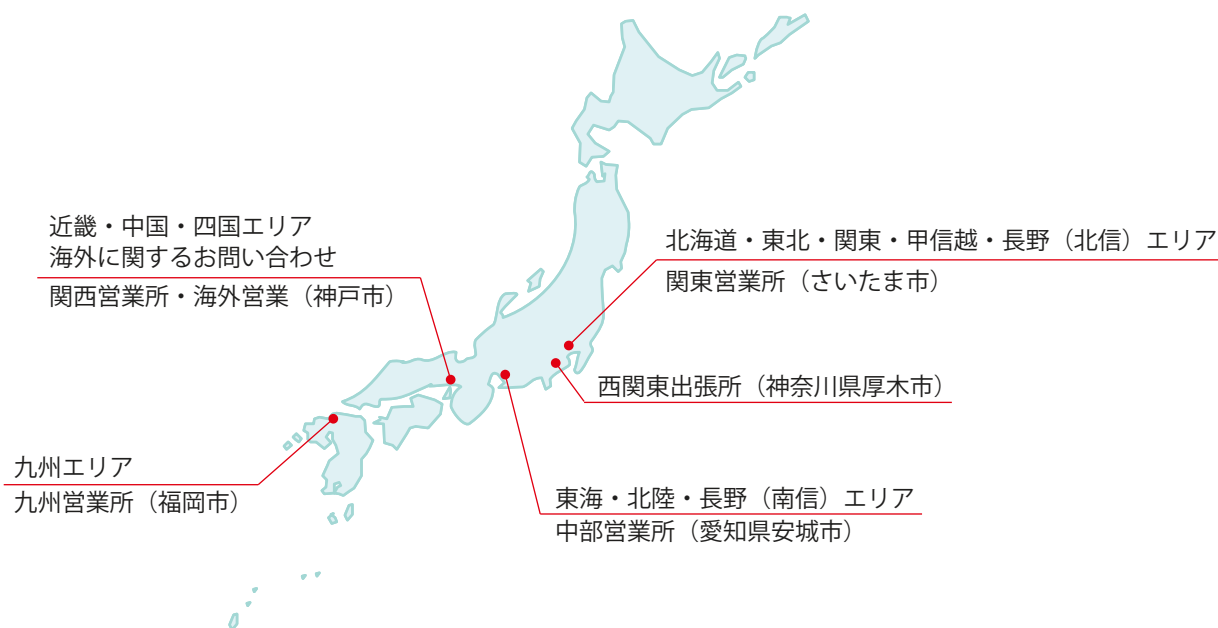 近畿・中国・四国エリア
海外に関するお問い合わせ
関西営業所・海外営業（神戸市）
北海道・東北・関東・甲信越・長野（北信）エリア
関東営業所（さいたま市）
西関東出張所（神奈川県厚木市）
九州エリア
九州営業所（福岡市）
東海・北陸・長野（南信）エリア
中部営業所（愛知県安城市）